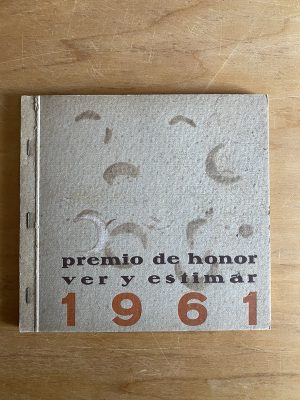 premio de honor
ver y estimar
1961